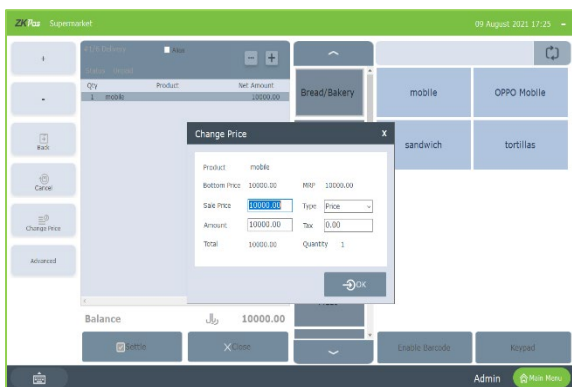 ZKPos Supermarket
09 August 2021 17:25
Qty Product Net Amount
1 mobile 10000.00
Back
Cancel
Change Price
Advanced
Bread/Bakery
mobile
OPPO Mobile
sandwich
tortillas
Change Price X
Product mobile
Bottom Price 10000.00 MRP 10000.00
Sale Price 10000.00 Type Price
Amount 10000.00 Tax 0.00
Total 10000.00 Quantity 1
OK
Balance 10000.00
Settle
Close
Enable Barcode
Keypad
Admin
Main Menu